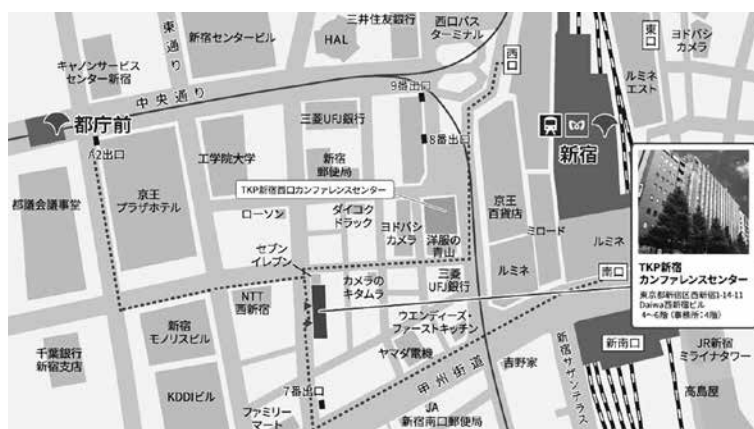 三井住友銀行
西口バス
ターミナル
東通り
新宿センタービル
HAL
西口
東口
ヨドバシ
カメラ
キャノンサービス
センター新宿
中央通り
9番出口
ルミネ
エスト
都庁前
三菱UFJ銀行
8番出口
新宿
A2出口
工学院大学
新宿
郵便局
TKP新宿西口カンファレンスセンター
都議会議事堂
京王
プラザホテル
ローソン
ダイコク
ドラック
ヨドバシ
カメラ
洋服の
青山
京王
百貨店
ミロード
ルミネ
セブン
イレブン
カメラの
キタムラ
三菱
UFJ銀行
ルミネ
南口
TKP新宿
カンファレンスセンター
東京都新宿区西新宿1-14-11
Daiwa西新宿ビル
4〜6階（事務所：4階）
NTT
西新宿
新宿
モノリスビル
ウエンディーズ・
ファーストキッチン
ヤマダ電機
甲州街道
吉野家
新宿サザンテラス
新南口
JR新宿
ミライナタワー
千葉銀行
新宿支店
KDDIビル
7番出口
ファミリー
マート
JA
新宿南口郵便局
高島屋